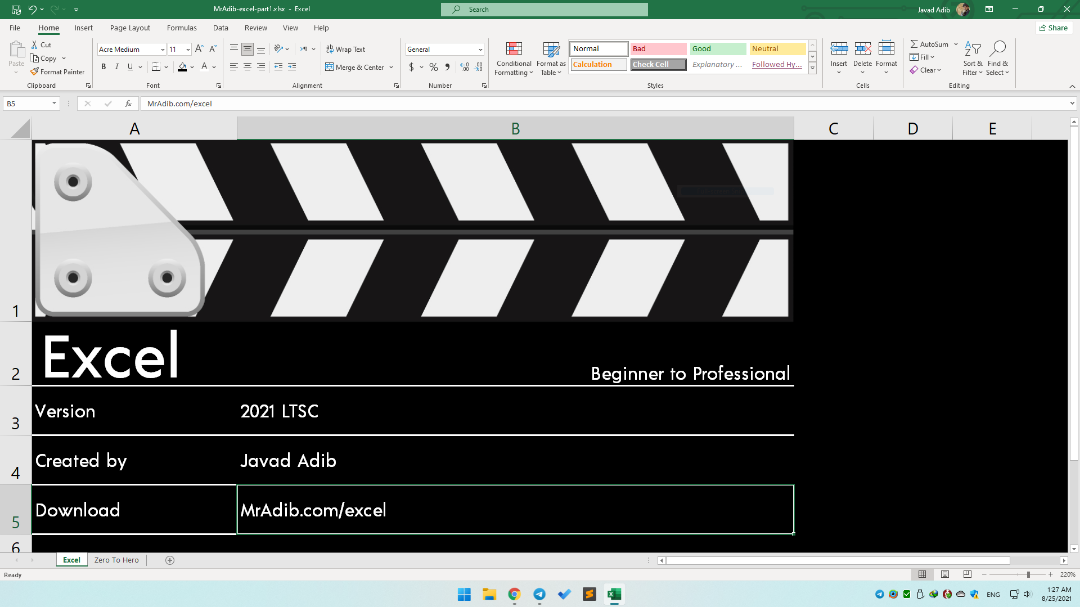 MrAdib-excel-part1.xlsx - Excel
Search
Javad Adib
File Home Insert Page Layout Formulas Data Review View Help
Share
Paste
Cut
Copy
Format Painter
Clipboard
Acre Medium 11
B I U
Font
Wrap Text
Merge & Center
Alignment
General
$ %
Number
Conditional Formatting
Format as Table
Normal Bad Good Neutral
Calculation Check Cell Explanatory ... Followed Hy...
Styles
Insert Delete Format
Cells
AutoSum
Fill
Clear
Sort & Filter
Find & Select
Editing
B5
fx
MrAdib.com/excel
A B C D E
1
2 Excel Beginner to Professional
3 Version 2021 LTSC
4 Created by Javad Adib
5 Download MrAdib.com/excel
6
Excel Zero To Hero
Ready
220%
ENG
1:27 AM
8/25/2021